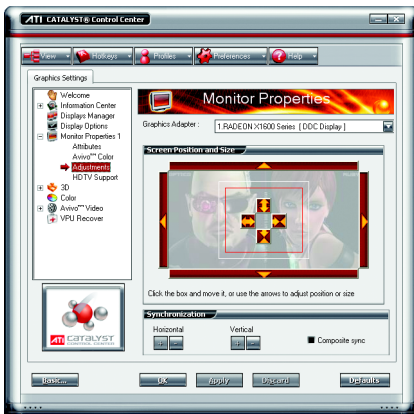 ATI CATALYST® Control Center
View
Hotkeys
Profiles
Preferences
Help
Graphics Settings
Welcome
Information Center
Displays Manager
Display Options
Monitor Properties 1
Attributes
Avivo™ Color
Adjustments
HDTV Support
3D
Color
Avivo™ Video
VPU Recover
ATI CATALYST
CONTROL CENTER
Monitor Properties
Graphics Adapter :
1.RADEON X1600 Series [ DDC Display ]
Screen Position and Size
Click the box and move it, or use the arrows to adjust position or size
Synchronization
Horizontal
Vertical
+ -
+ -
Composite sync
Basic...
OK
Apply
Discard
Defaults